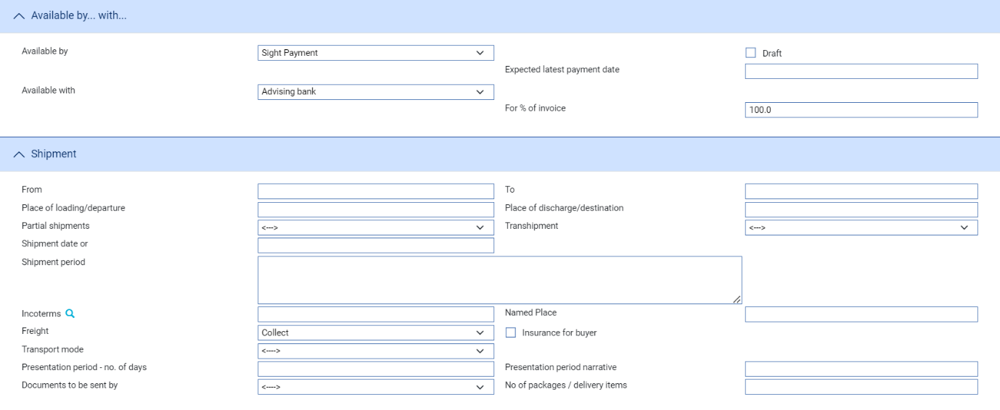 Available by... with...
Available by Sight Payment Draft
Expected latest payment date
Available with Advising bank
For % of invoice 100.0
Shipment
From To
Place of loading/departure Place of discharge/destination
Partial shipments <---> Transhipment <--->
Shipment date or
Shipment period
Incoterms Named Place
Freight Collect Insurance for buyer
Transport mode <---->
Presentation period - no. of days Presentation period narrative
Documents to be sent by <----> No of packages / delivery items